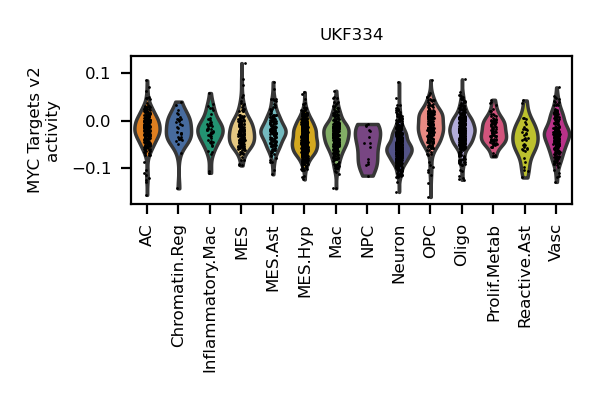 UKF334
MYC Targets v2
activity
0.1
0.0
−0.1
AC
Chromatin.Reg
Inflammatory.Mac
MES
MES.Ast
MES.Hyp
Mac
NPC
Neuron
OPC
Oligo
Prolif.Metab
Reactive.Ast
Vasc